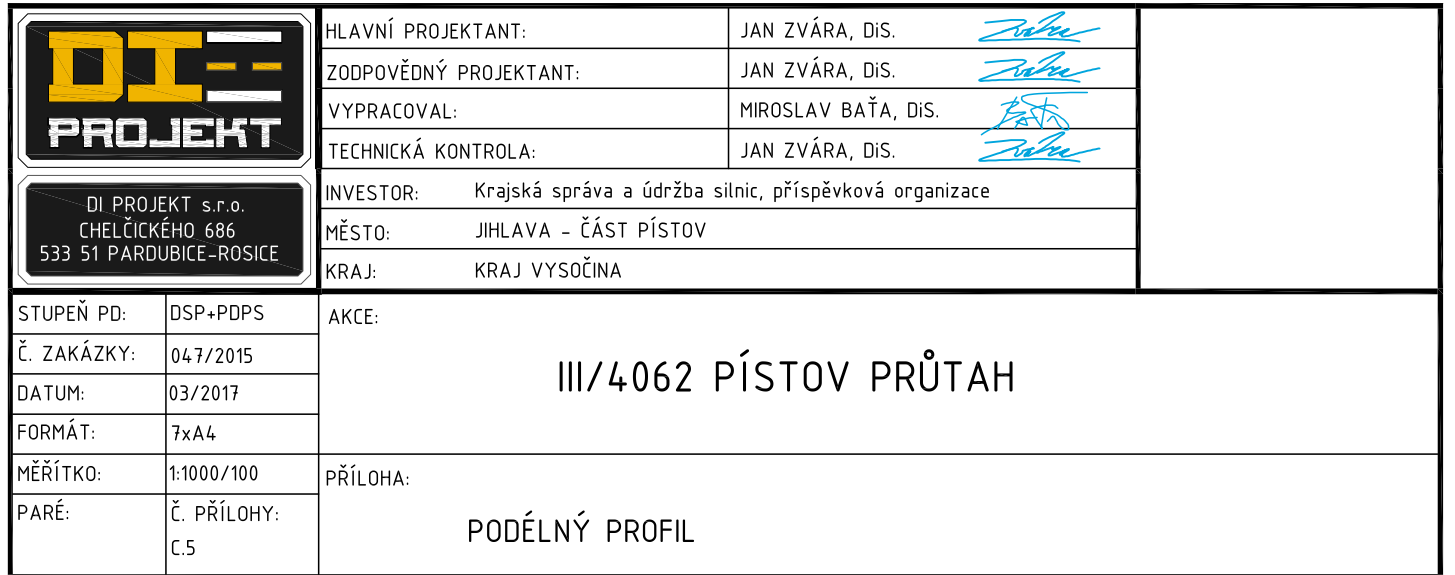 DI
PROJEKT
DI PROJEKT s.r.o.
CHELČICKÉHO 686
533 51 PARDUBICE-ROSICE
HLAVNÍ PROJEKTANT: JAN ZVÁRA, DiS.
ZODPOVĚDNÝ PROJEKTANT: JAN ZVÁRA, DiS.
VYPRACOVAL: MIROSLAV BAŤA, DiS.
TECHNICKÁ KONTROLA: JAN ZVÁRA, DiS.
INVESTOR: Krajská správa a údržba silnic, příspěvková organizace
MĚSTO: JIHLAVA - ČÁST PÍSTOV
KRAJ: KRAJ VYSOČINA
STUPEŇ PD: DSP+PDPS
Č. ZAKÁZKY: 047/2015
DATUM: 03/2017
FORMÁT: 7xA4
MĚŘÍTKO: 1:1000/100
PARÉ: Č. PŘÍLOHY:
C.5
AKCE:
III/4062 PÍSTOV PRŮTAH
PŘÍLOHA:
PODÉLNÝ PROFIL